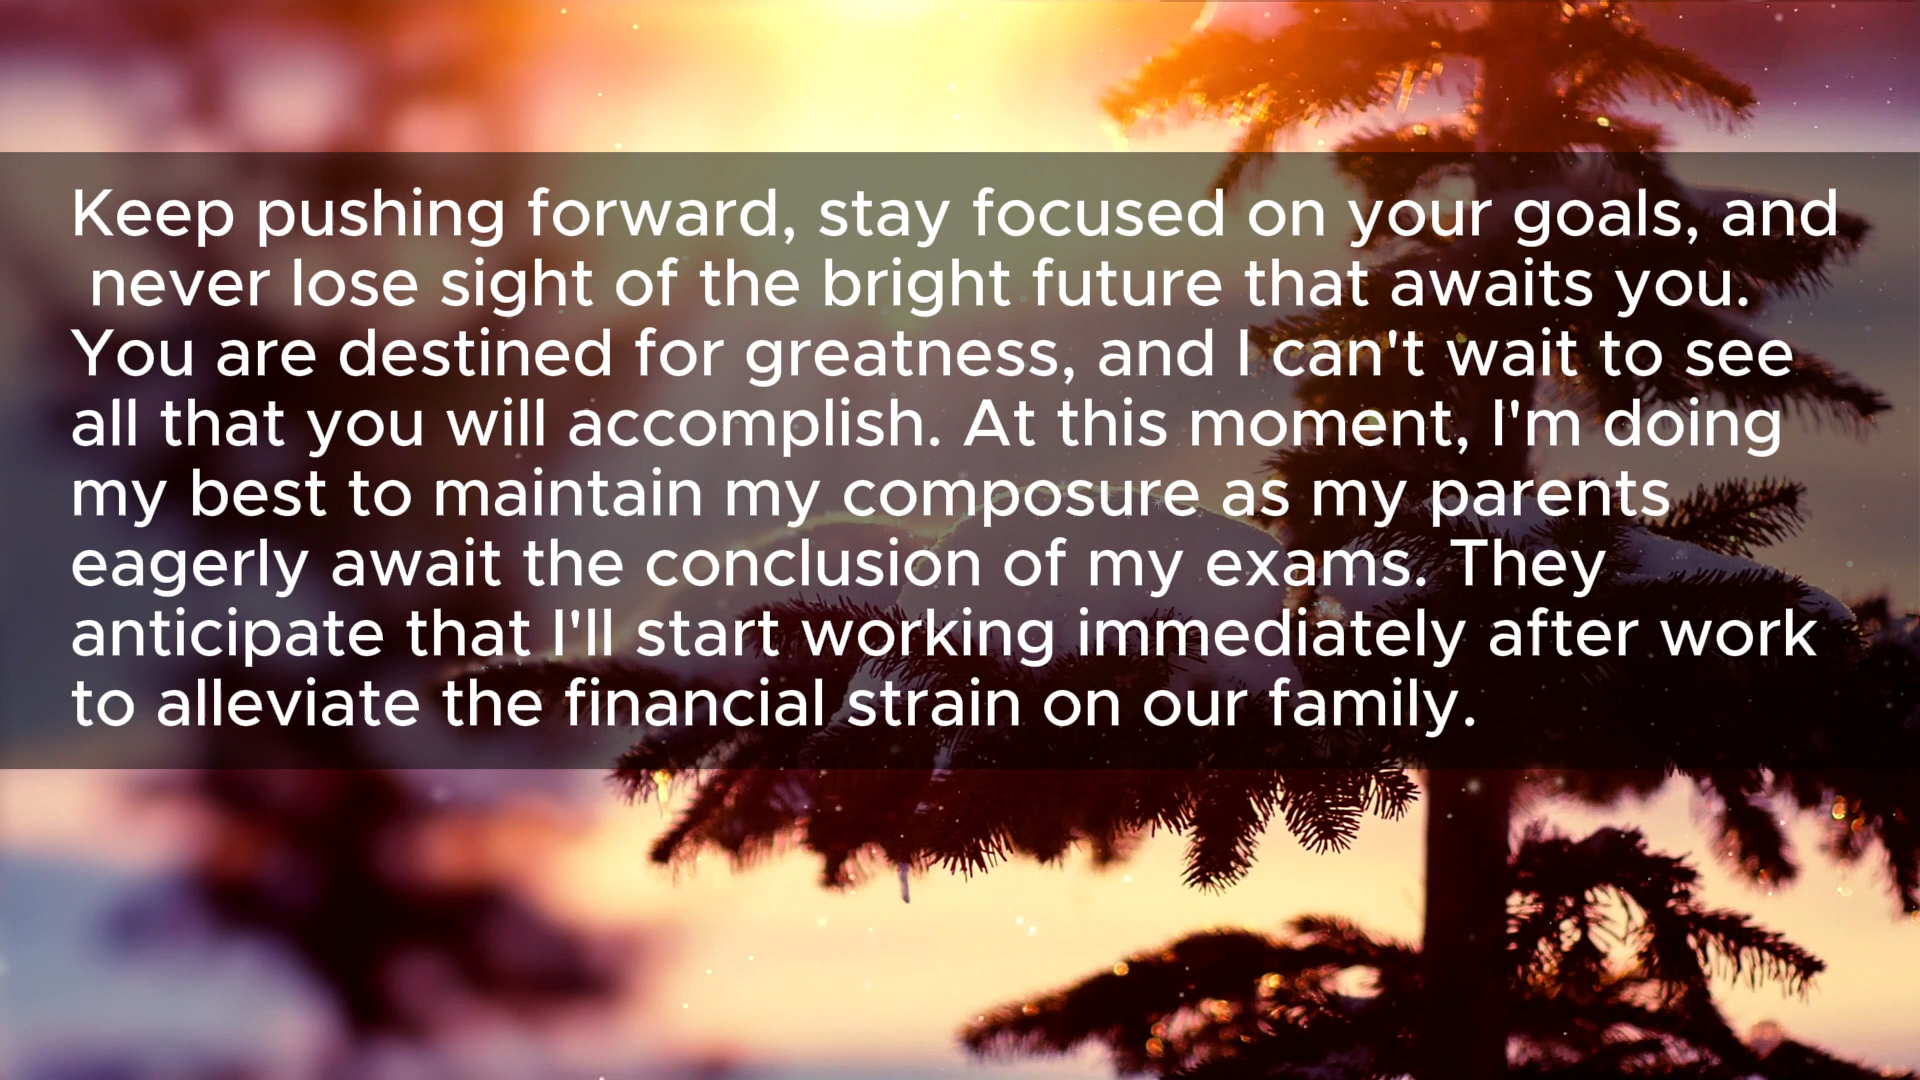 Keep pushing forward, stay focused on your goals, and
never lose sight of the bright future that awaits you.
You are destined for greatness, and I can't wait to see
all that you will accomplish. At this moment, I'm doing
my best to maintain my composure as my parents
eagerly await the conclusion of my exams. They
anticipate that I'll start working immediately after work
to alleviate the financial strain on our family.